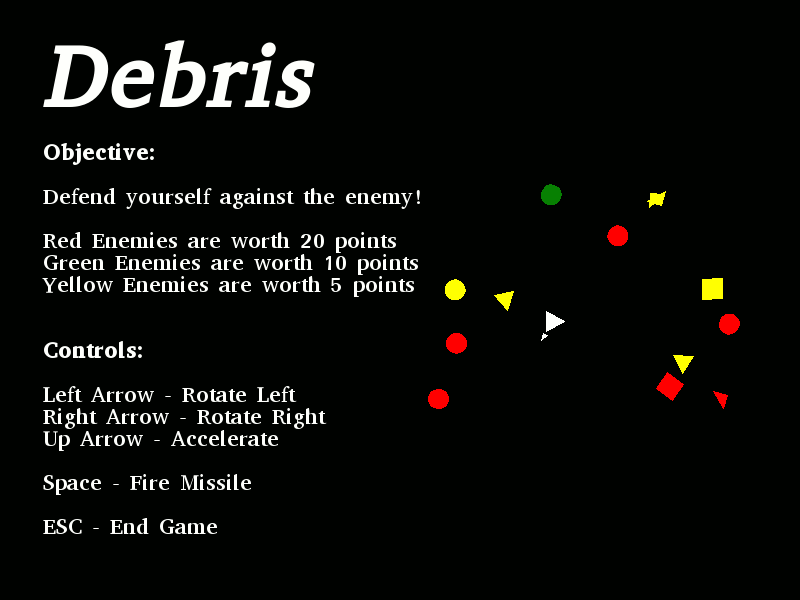 Debris
Objective:
Defend yourself against the enemy!
Red Enemies are worth 20 points
Green Enemies are worth 10 points
Yellow Enemies are worth 5 points
Controls:
Left Arrow - Rotate Left
Right Arrow - Rotate Right
Up Arrow - Accelerate
Space - Fire Missile
ESC - End Game